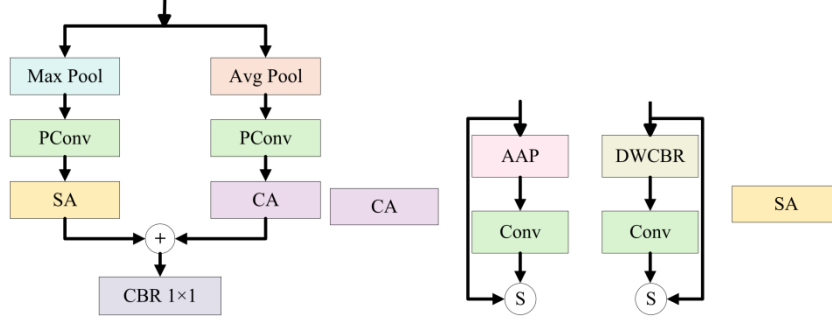 Max Pool
Avg Pool
PConv
PConv
SA
CA
+
CBR 1×1
CA
AAP
Conv
S
DWCBR
Conv
S
SA